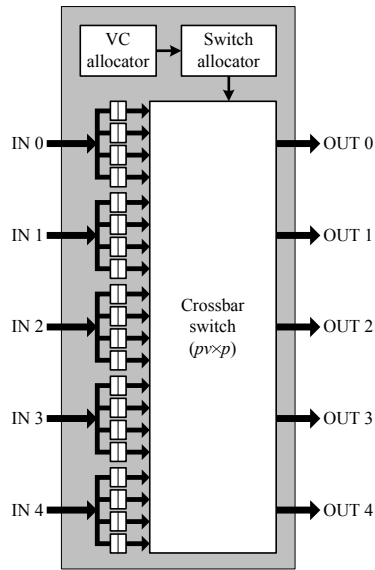 VC
allocator
Switch
allocator
IN 0
OUT 0
IN 1
OUT 1
Crossbar
switch
(pv×p)
IN 2
OUT 2
IN 3
OUT 3
IN 4
OUT 4